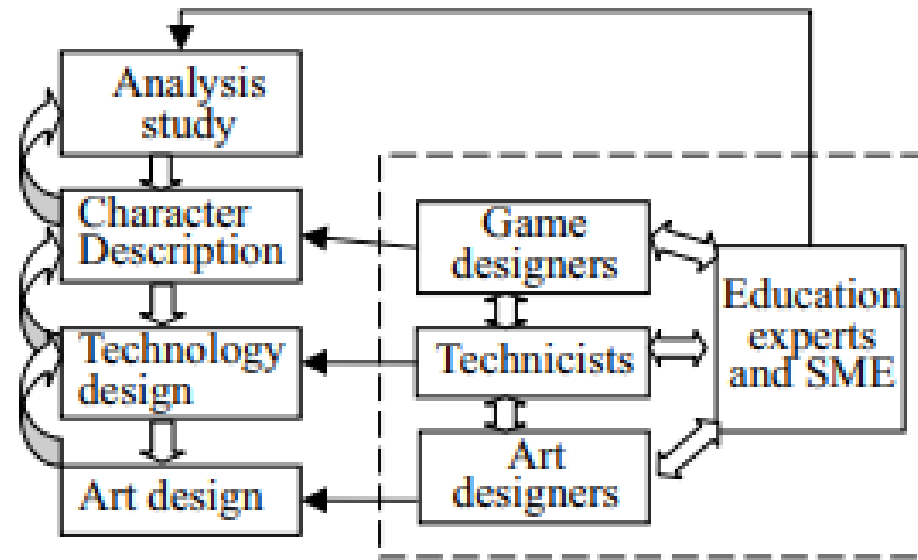 Analysis
study
Character
Description
Technology
design
Art design
Game
designers
Technicists
Art
designers
Education
experts
and SME